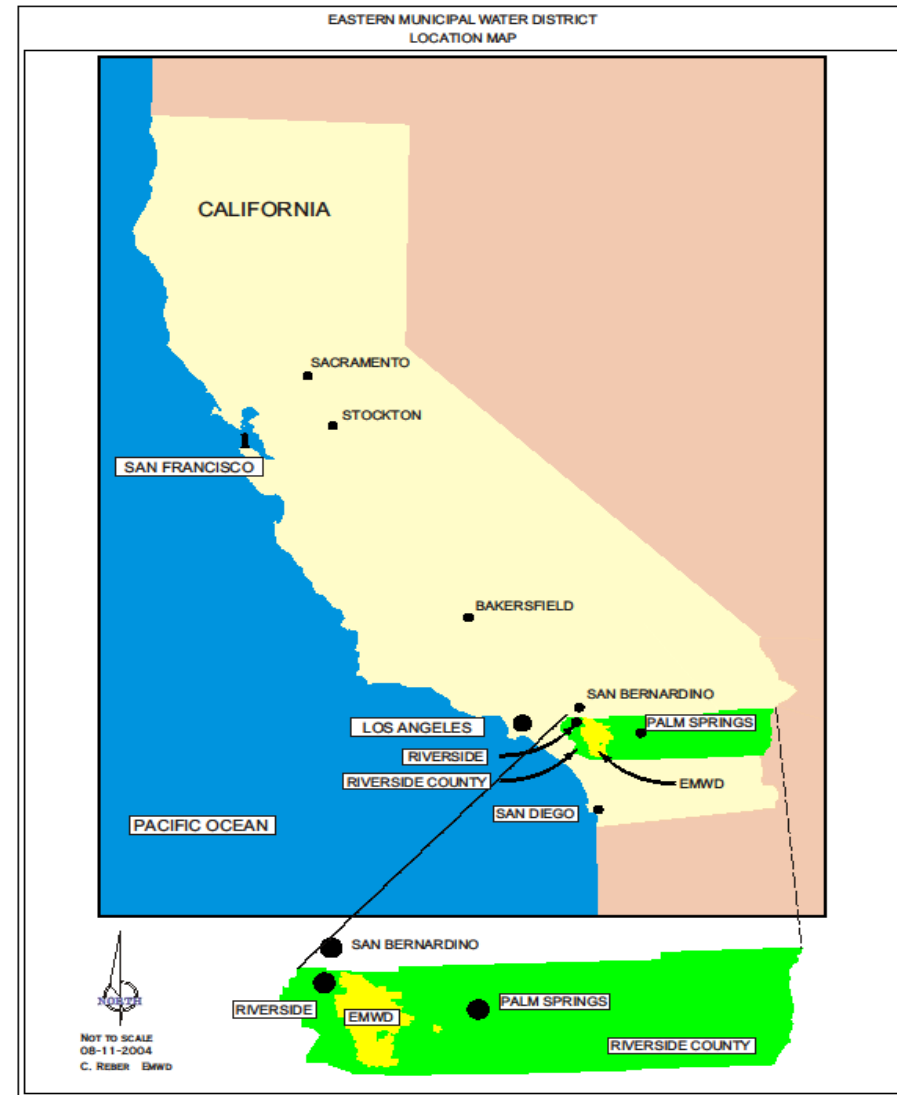 EASTERN MUNICIPAL WATER DISTRICT
LOCATION MAP
CALIFORNIA
SACRAMENTO
STOCKTON
1
SAN FRANCISCO
BAKERSFIELD
SAN BERNARDINO
LOS ANGELES
PALM SPRINGS
RIVERSIDE
RIVERSIDE COUNTY
EMWD
SAN DIEGO
PACIFIC OCEAN
SAN BERNARDINO
NORTH
RIVERSIDE
EMWD
PALM SPRINGS
RIVERSIDE COUNTY
NOT TO SCALE
08-11-2004
C. REBER EMWD